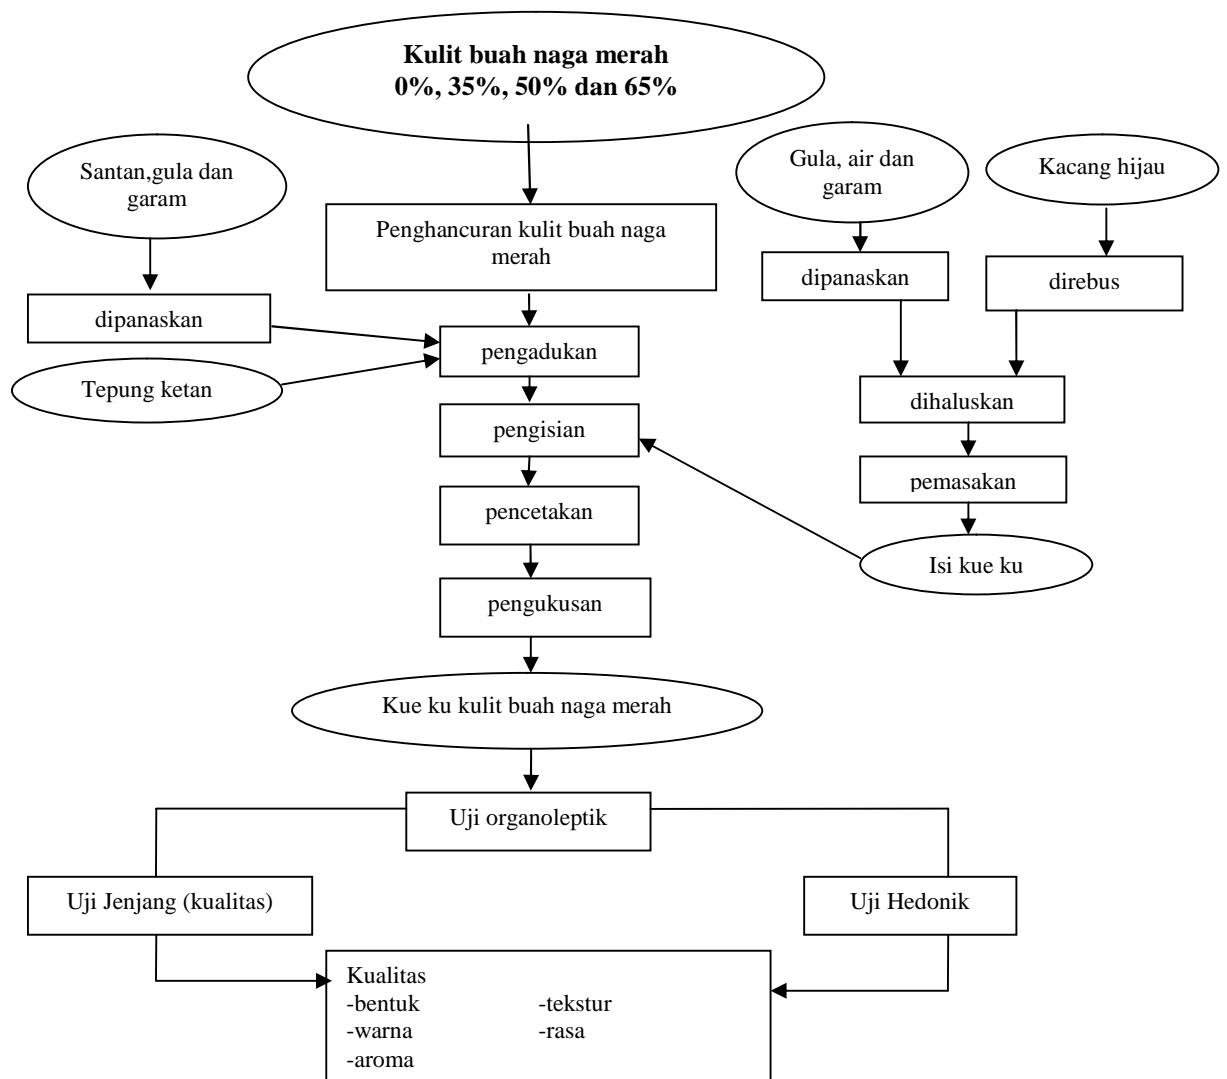 Kulit buah naga merah
0%, 35%, 50% dan 65%
Santan,gula dan
garam
Gula, air dan
garam
Kacang hijau
Penghancuran kulit buah naga
merah
dipanaskan
direbus
dipanaskan
pengadukan
Tepung ketan
dihaluskan
pengisian
pemasakan
pencetakan
Isi kue ku
pengukusan
Kue ku kulit buah naga merah
Uji organoleptik
Uji Jenjang (kualitas)
Uji Hedonik
Kualitas
-bentuk -tekstur
-warna -rasa
-aroma